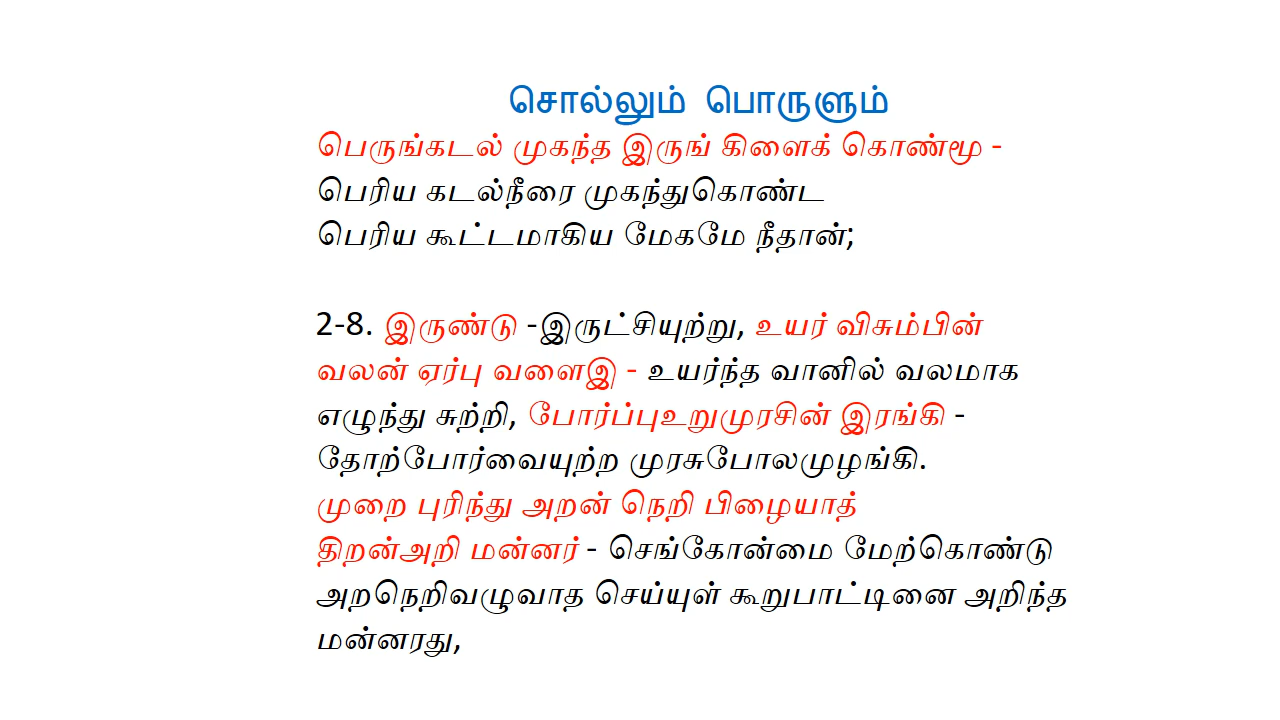 சொல்லும் பொருளும்
பெருங்கடல் முகந்த இருங் கிளைக் கொண்மூ -
பெரிய கடல்நீரை முகந்துகொண்ட
பெரிய கூட்டமாகிய மேகமே நீதான்;
2-8. இருண்டு -இருட்சியுற்று, உயர் விசும்பின்
வலன் ஏர்பு வளைஇ - உயர்ந்த வானில் வலமாக
எழுந்து சுற்றி, போர்ப்புஉறுமுரசின் இரங்கி -
தோற்போர்வையுற்ற முரசுபோலமுழங்கி.
முறை புரிந்து அறன் நெறி பிழையாத்
திறன்அறி மன்னர் - செங்கோன்மை மேற்கொண்டு
அறநெறிவழுவாத செய்யுள் கூறுபாட்டினை அறிந்த
மன்னரது,